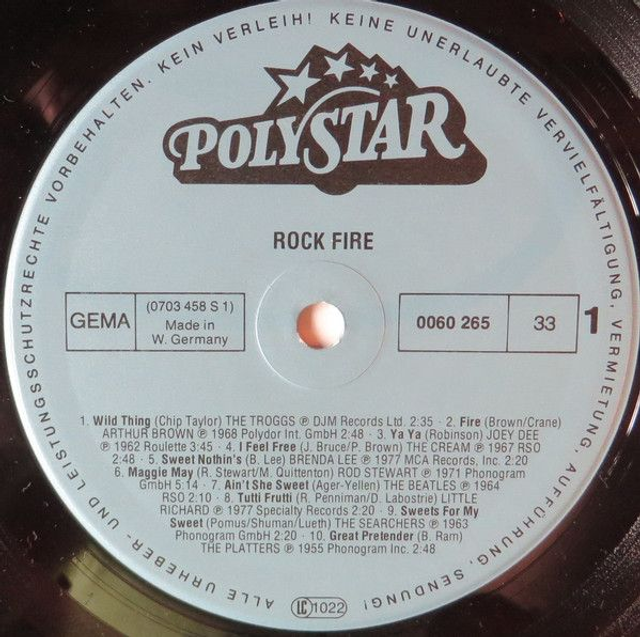 ALLE URHEBER- UND LEISTUNGSSCHUTZRECHTE VORBEHALTEN. KEIN VERLEIH! KEINE UNERLAUBTE VERVIELFÄLTIGUNG, VERMIETUNG, AUFFÜHRUNG, SENDUNG!
POLYSTAR
ROCK FIRE
GEMA
(0703 458 S 1)
Made in
W. Germany
0060 265
33
1
1. Wild Thing (Chip Taylor) THE TROGGS ℗ DJM Records Ltd. 2:35 · 2. Fire (Brown/Crane)
ARTHUR BROWN ℗ 1968 Polydor Int. GmbH 2:48 · 3. Ya Ya (Robinson) JOEY DEE
℗ 1962 Roulette 3:45 · 4. I Feel Free (J. Bruce/P. Brown) THE CREAM ℗ 1967 RSO
2:48 · 5. Sweet Nothin's (B. Lee) BRENDA LEE ℗ 1977 MCA Records, Inc. 2:20
6. Maggie May (R. Stewart/M. Quittenton) ROD STEWART ℗ 1971 Phonogram
GmbH 5:14 · 7. Ain't She Sweet (Ager-Yellen) THE BEATLES ℗ 1964
RSO 2:10 · 8. Tutti Frutti (R. Penniman/D. Labostrie) LITTLE
RICHARD ℗ 1977 Specialty Records 2:20 · 9. Sweets For My
Sweet (Pomus/Shuman/Lueth) THE SEARCHERS ℗ 1963
Phonogram GmbH 2:20 · 10. Great Pretender (B. Ram)
THE PLATTERS ℗ 1955 Phonogram Inc. 2:48
LC 1022